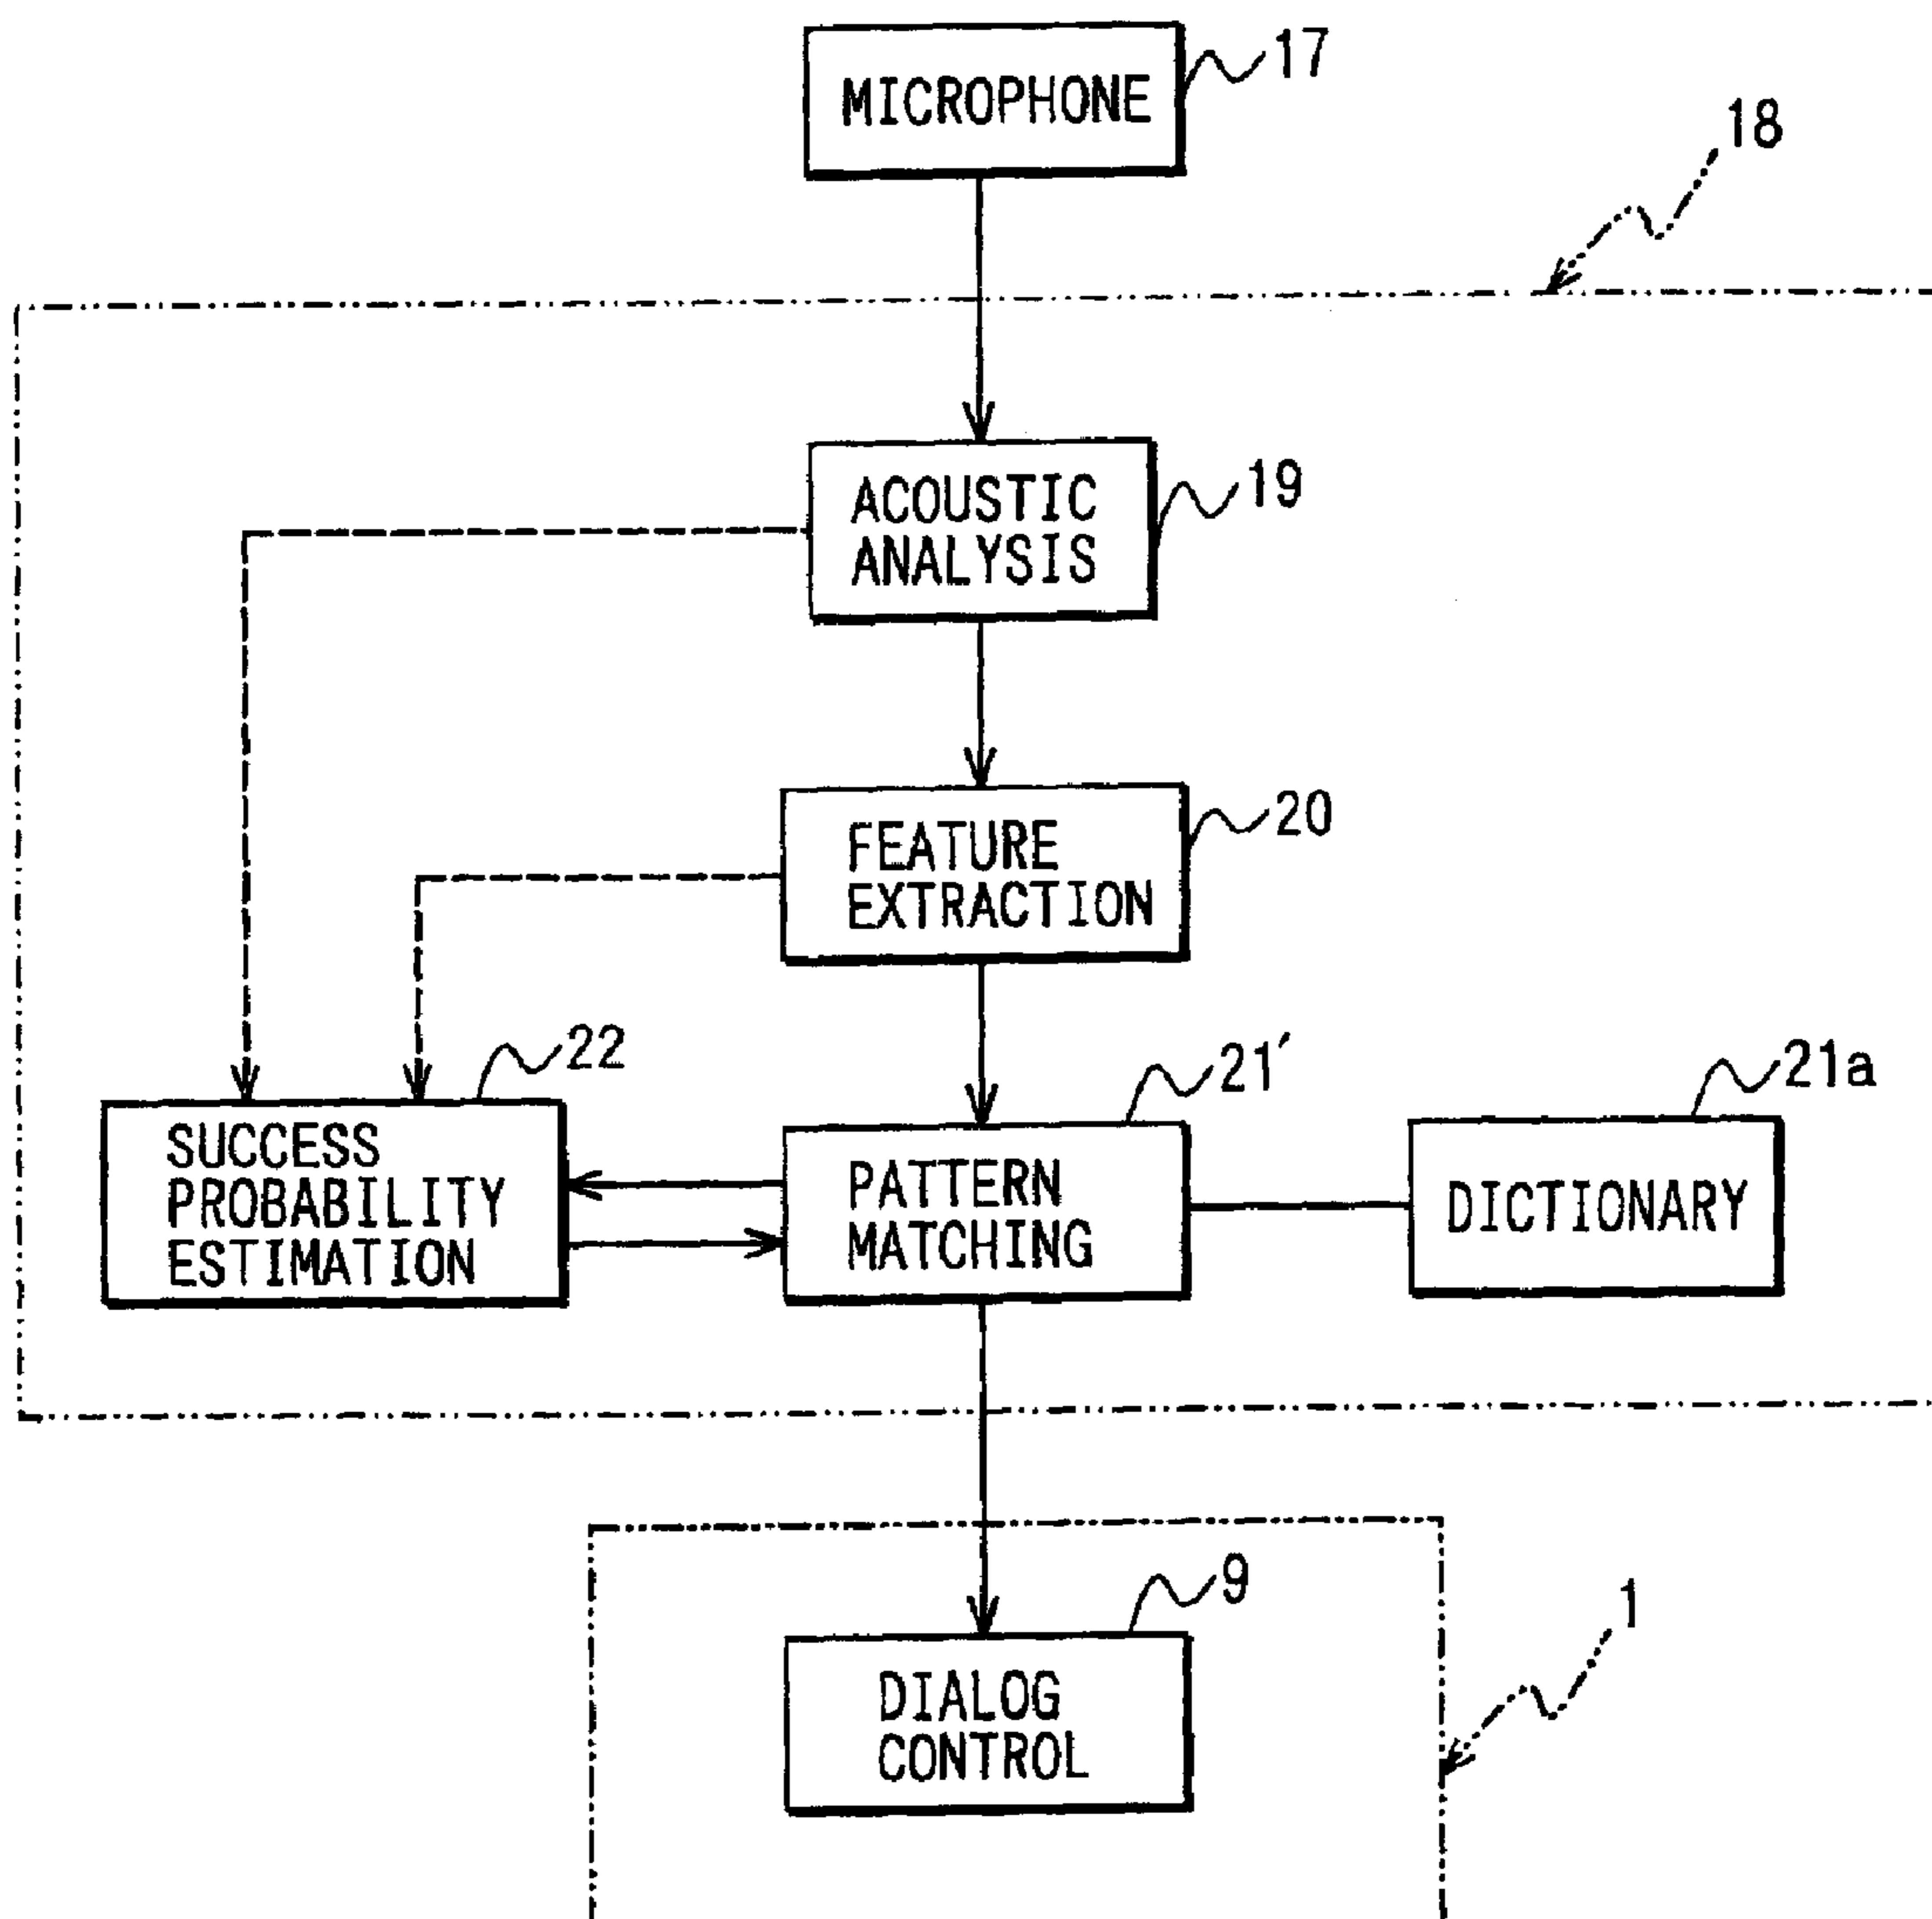 MICROPHONE
17
18
ACOUSTIC
ANALYSIS
19
FEATURE
EXTRACTION
20
22
SUCCESS
PROBABILITY
ESTIMATION
21'
PATTERN
MATCHING
21a
DICTIONARY
9
DIALOG
CONTROL
1